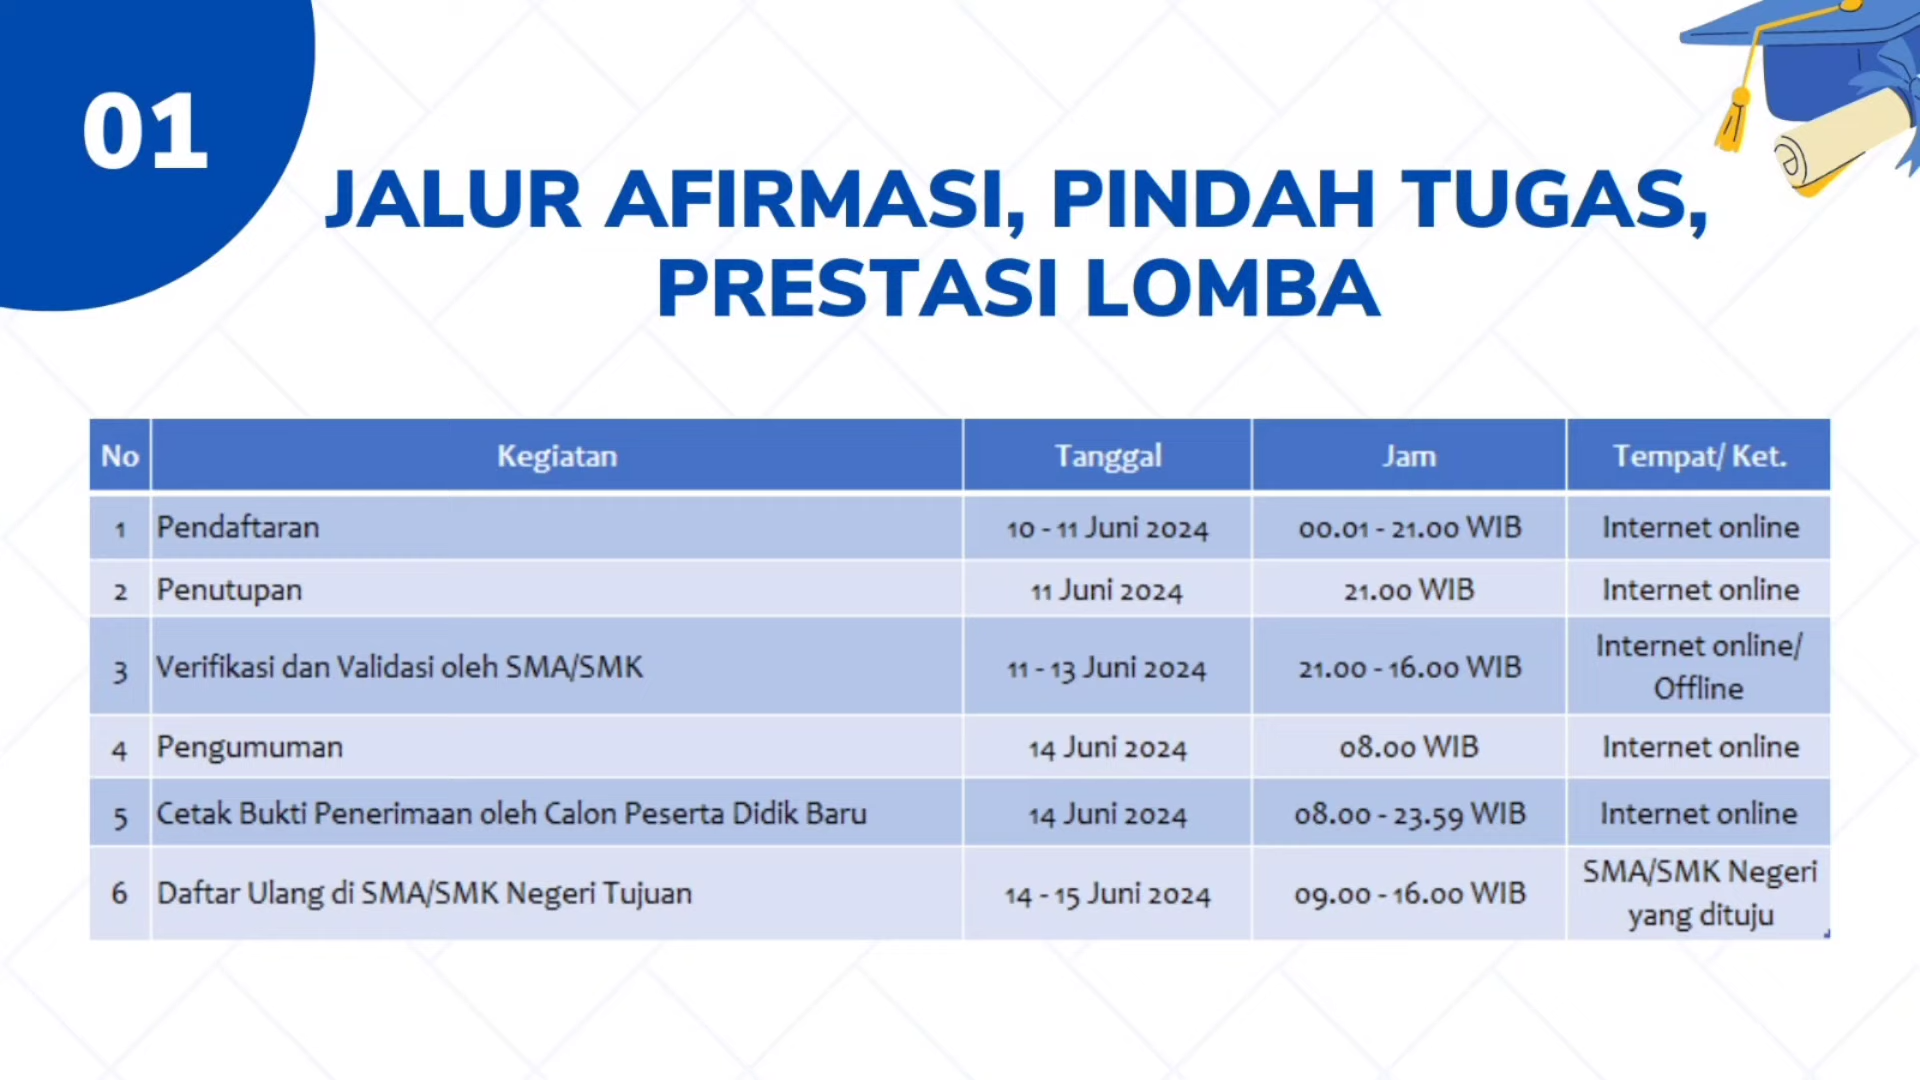 01
JALUR AFIRMASI, PINDAH TUGAS,
PRESTASI LOMBA
No Kegiatan Tanggal Jam Tempat/ Ket.
1 Pendaftaran 10 - 11 Juni 2024 00.01 - 21.00 WIB Internet online
2 Penutupan 11 Juni 2024 21.00 WIB Internet online
3 Verifikasi dan Validasi oleh SMA/SMK 11 - 13 Juni 2024 21.00 - 16.00 WIB Internet online/
Offline
4 Pengumuman 14 Juni 2024 08.00 WIB Internet online
5 Cetak Bukti Penerimaan oleh Calon Peserta Didik Baru 14 Juni 2024 08.00 - 23.59 WIB Internet online
6 Daftar Ulang di SMA/SMK Negeri Tujuan 14 - 15 Juni 2024 09.00 - 16.00 WIB SMA/SMK Negeri
yang dituju